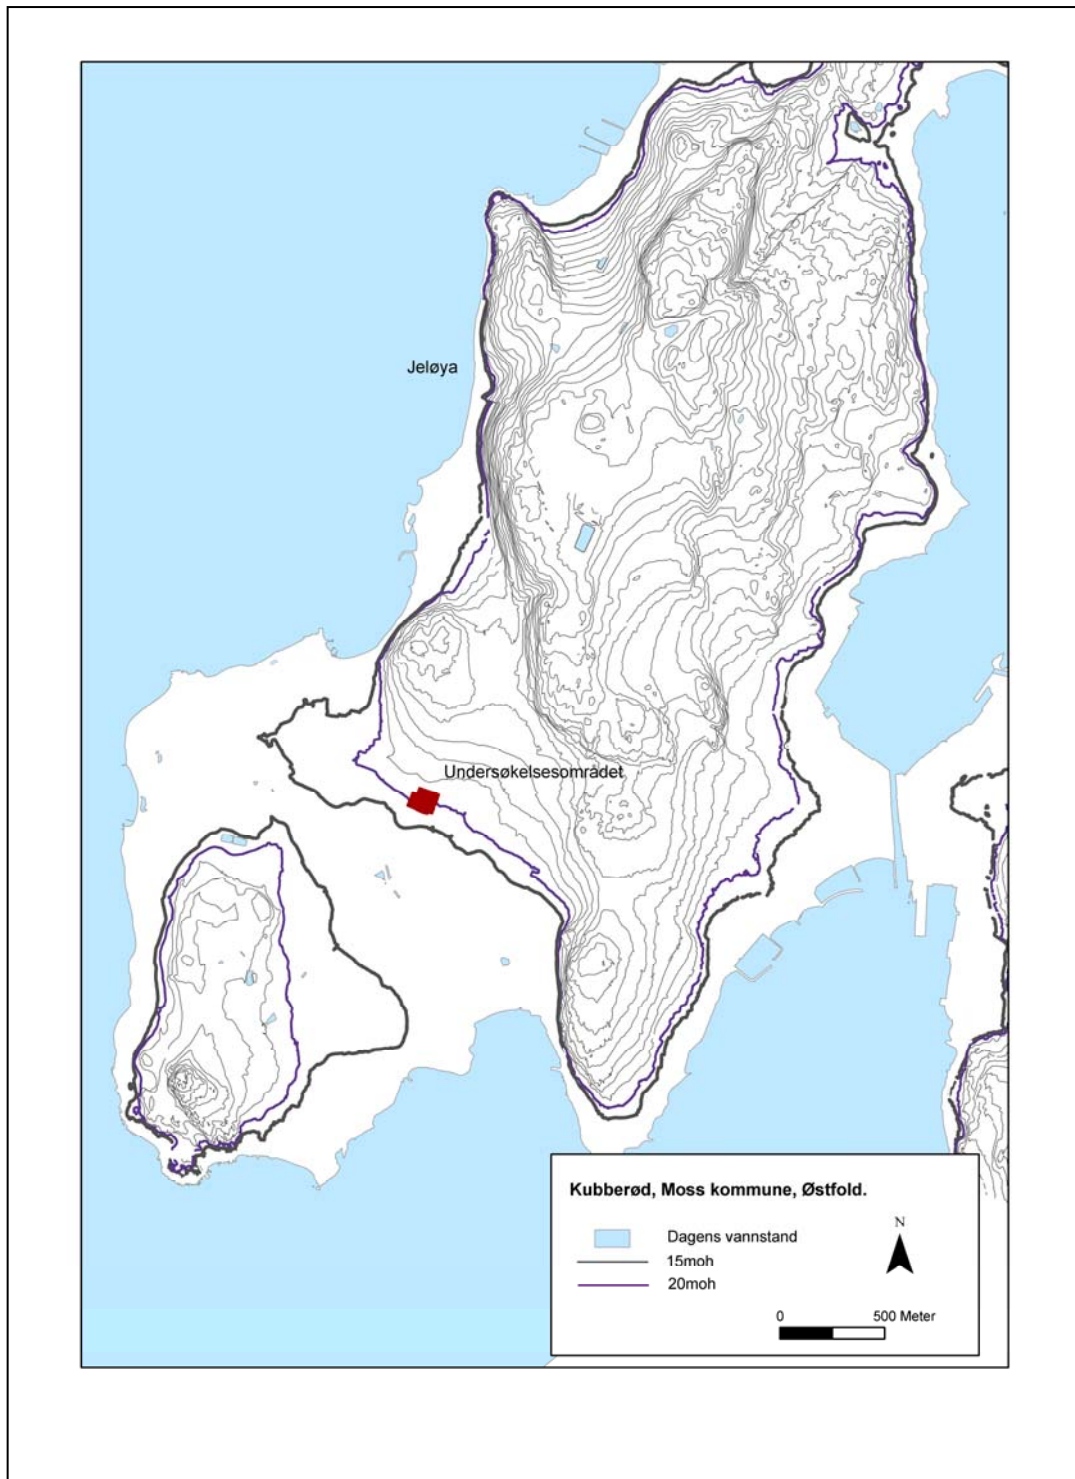 Jeløya
Undersøkelsesområdet
Kubberød, Moss kommune, Østfold.
Dagens vannstand
15moh
20moh
N
0 500 Meter